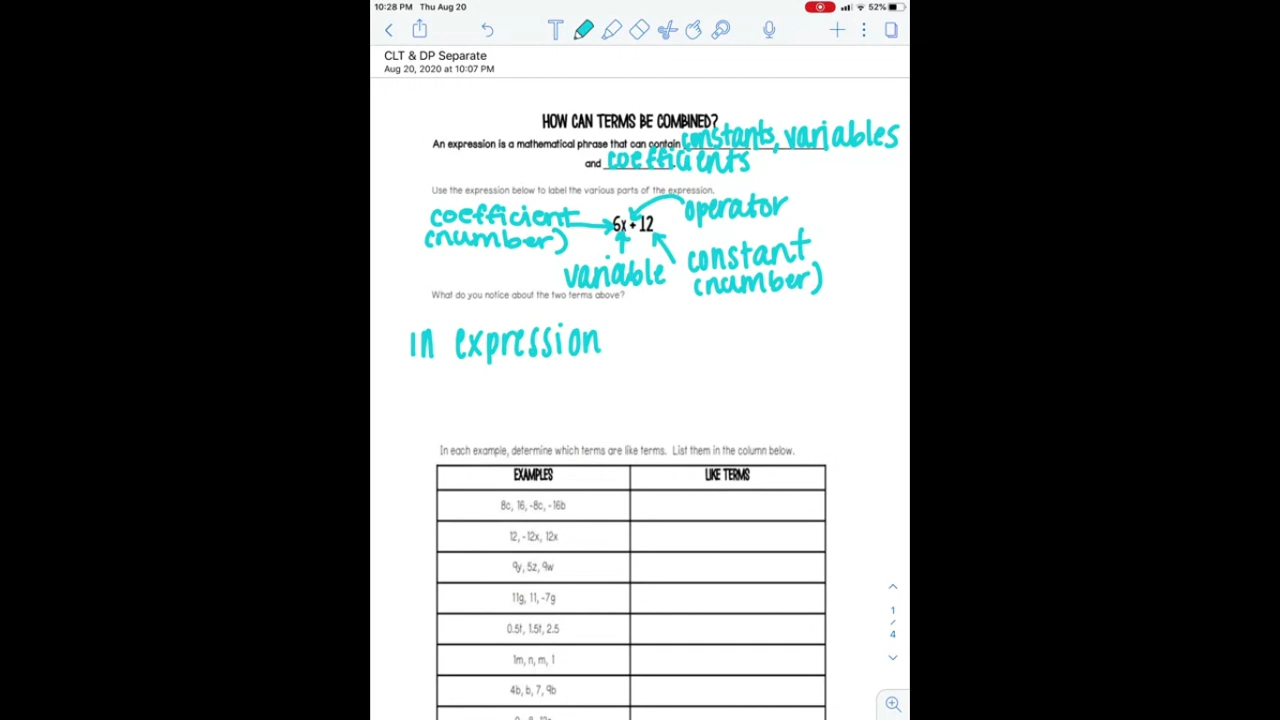 10:28 PM Thu Aug 20 52%
CLT & DP Separate
Aug 20, 2020 at 10:07 PM
HOW CAN TERMS BE COMBINED?
An expression is a mathematical phrase that can contain constants, variables
and coefficients.
Use the expression below to label the various parts of the expression.
coefficient
(number)
6x + 12
operator
variable
constant
(number)
What do you notice about the two terms above?
In expression
In each example, determine which terms are like terms. List them in the column below.
EXAMPLES LIKE TERMS
8c, 16, -8c, -16b
12, -12x, 12x
9y, 5z, 9w
11g, 11, -7g
0.5t, 1.5t, 2.5
1m, n, m, 1
4b, b, 7, 9b
1
/
4